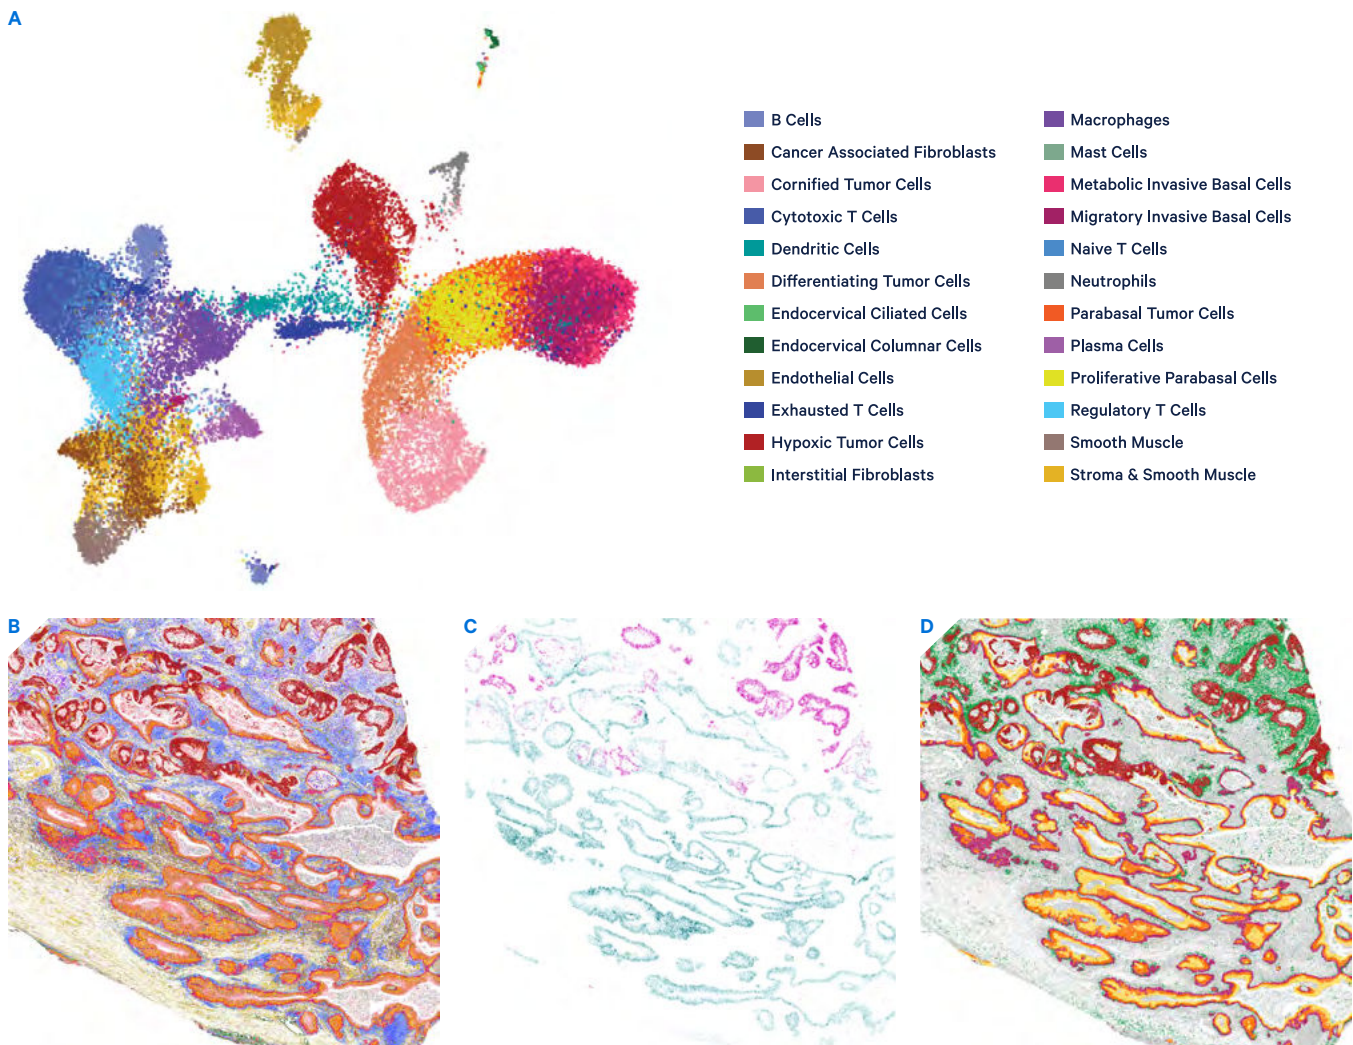 A
B Cells
Cancer Associated Fibroblasts
Cornified Tumor Cells
Cytotoxic T Cells
Dendritic Cells
Differentiating Tumor Cells
Endocervical Ciliated Cells
Endocervical Columnar Cells
Endothelial Cells
Exhausted T Cells
Hypoxic Tumor Cells
Interstitial Fibroblasts
Macrophages
Mast Cells
Metabolic Invasive Basal Cells
Migratory Invasive Basal Cells
Naive T Cells
Neutrophils
Parabasal Tumor Cells
Plasma Cells
Proliferative Parabasal Cells
Regulatory T Cells
Smooth Muscle
Stroma & Smooth Muscle
B
C
D